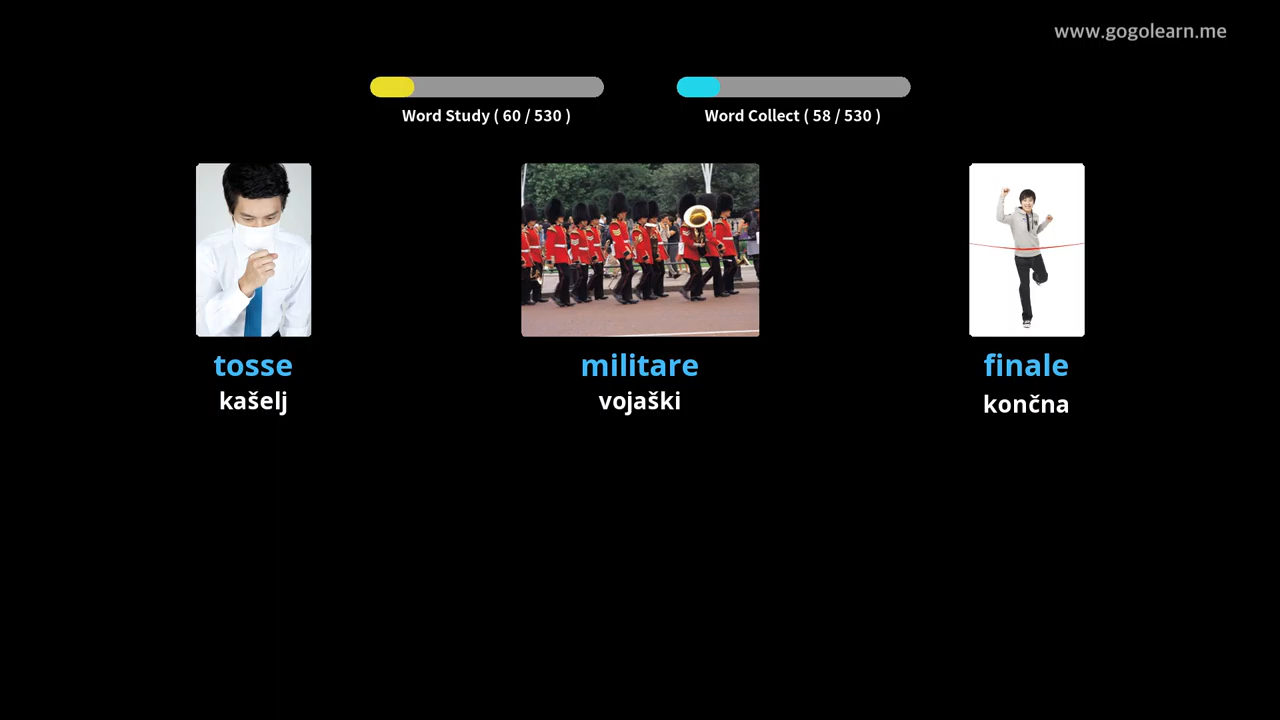 www.gogolearn.me
Word Study ( 60 / 530 )
Word Collect ( 58 / 530 )
tosse
kašelj
militare
vojaški
finale
končna